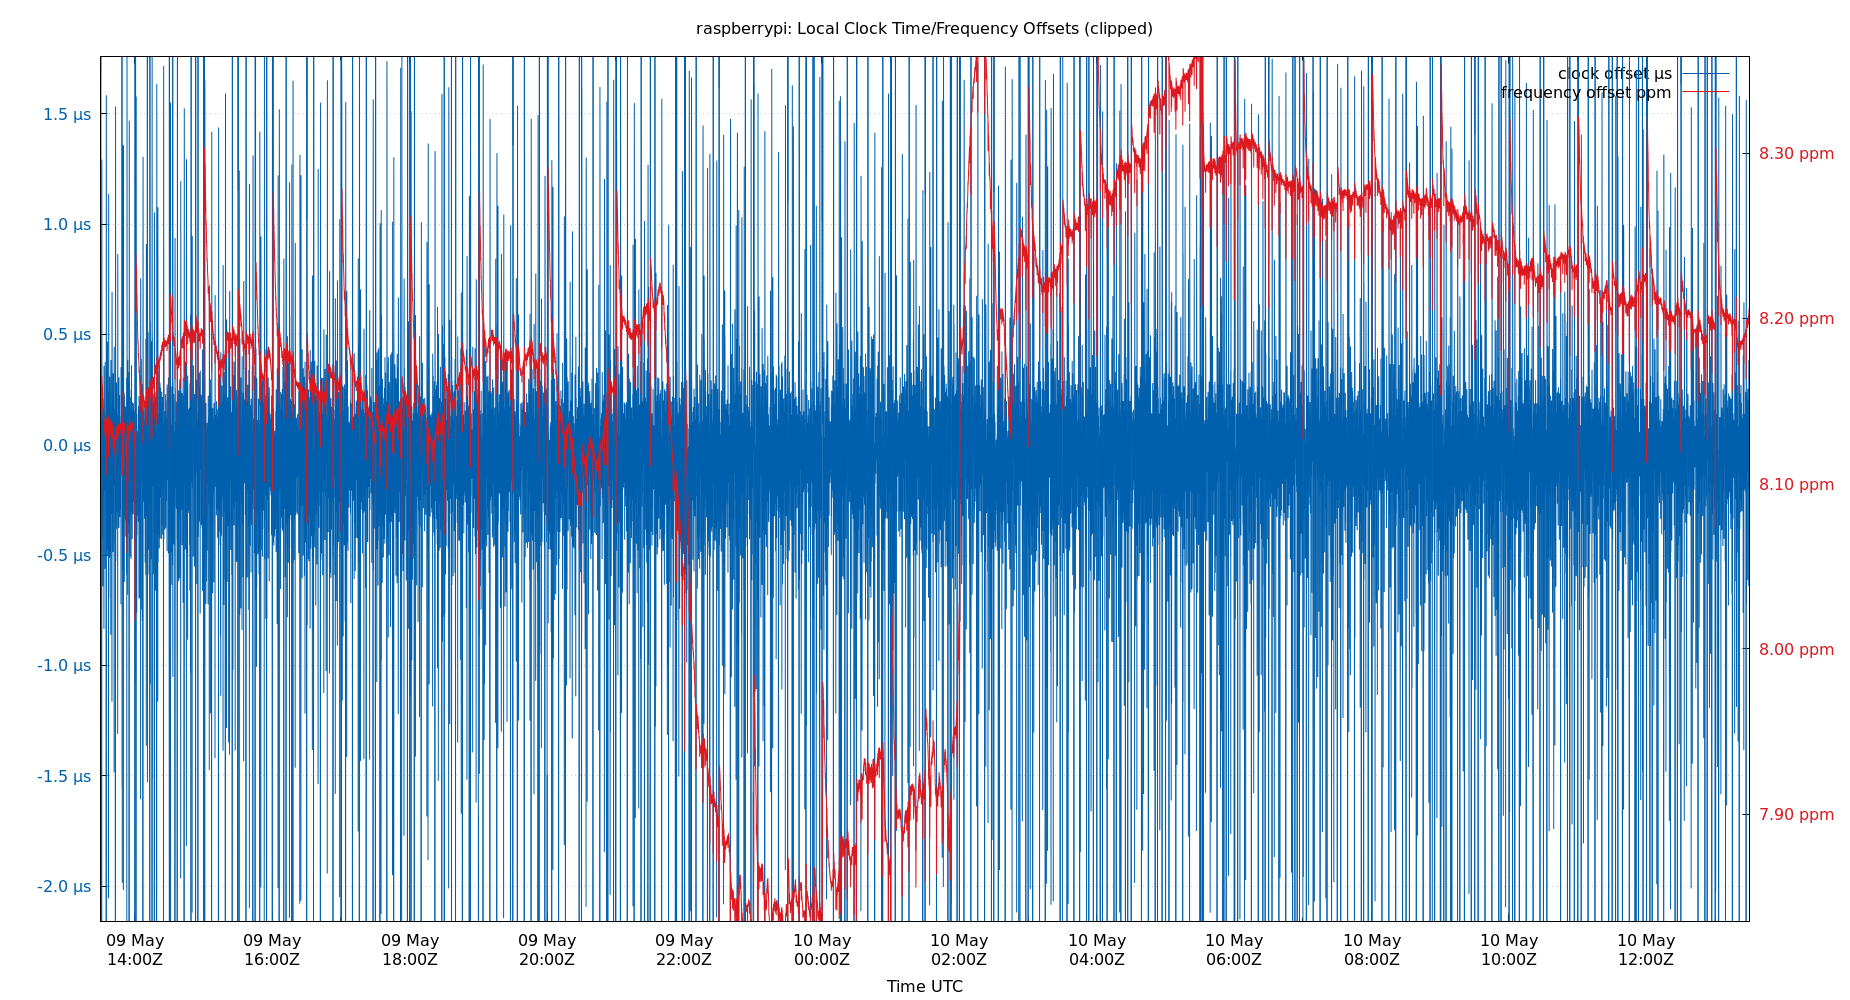 raspberrypi: Local Clock Time/Frequency Offsets (clipped)
clock offset µs
frequency offset ppm
1.5 µs
1.0 µs
0.5 µs
0.0 µs
-0.5 µs
-1.0 µs
-1.5 µs
-2.0 µs
8.30 ppm
8.20 ppm
8.10 ppm
8.00 ppm
7.90 ppm
09 May 09 May 09 May 09 May 09 May 10 May 10 May 10 May 10 May 10 May 10 May 10 May
14:00Z 16:00Z 18:00Z 20:00Z 22:00Z 00:00Z 02:00Z 04:00Z 06:00Z 08:00Z 10:00Z 12:00Z
Time UTC